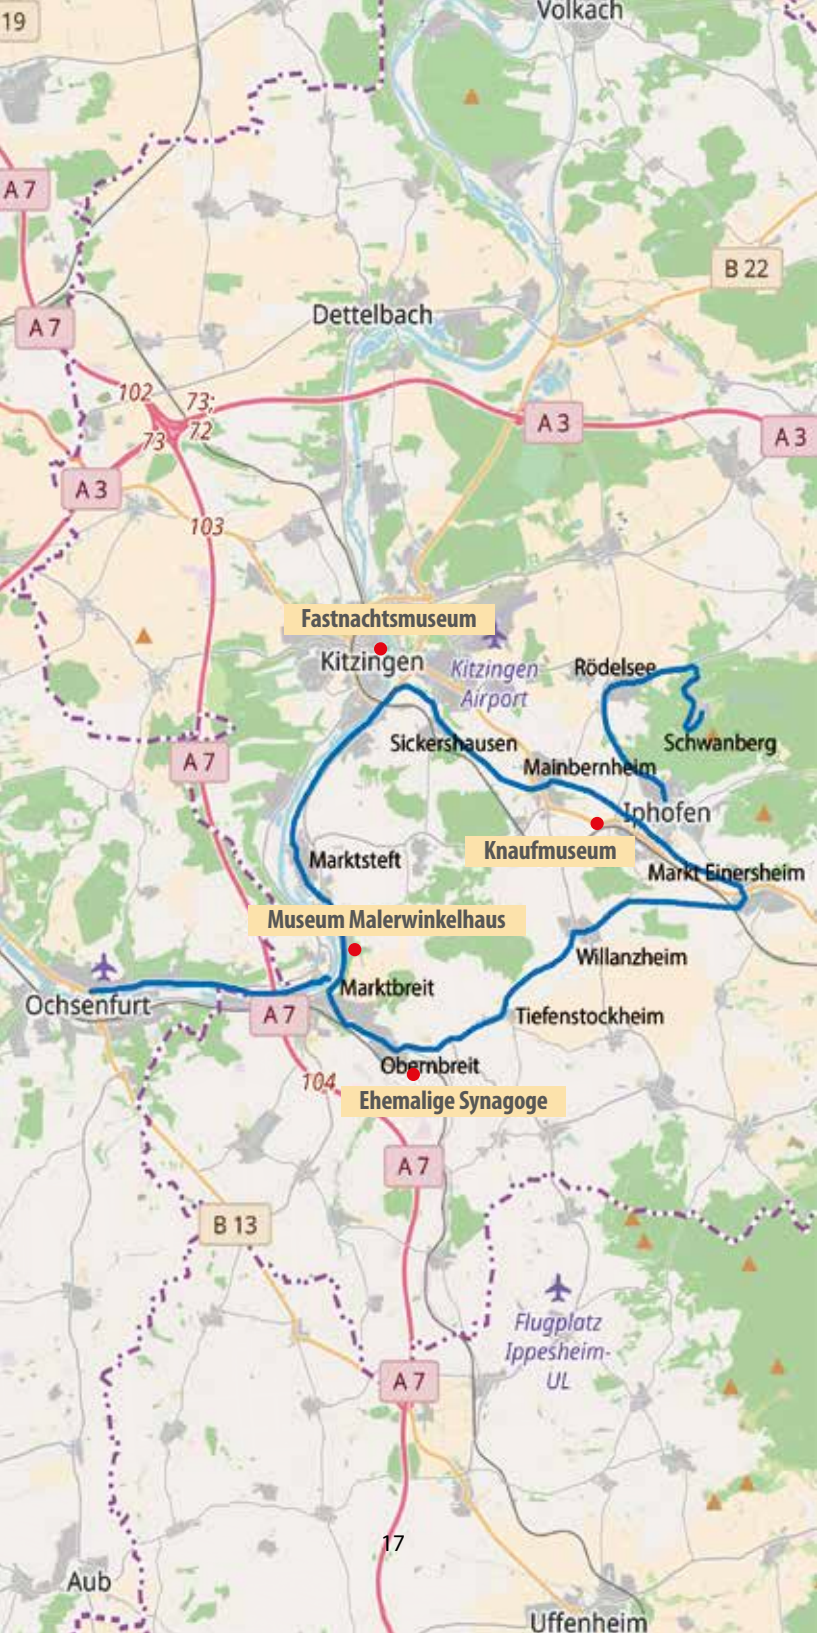 Volkach
19
A 7
B 22
Dettelbach
A 7
102
73;
A 3
73
72
A 3
A 3
103
Fastnachtsmuseum
Kitzingen
Kitzingen
Airport
Rödelsee
Sickershausen
Schwanberg
A 7
Mainbernheim
Iphofen
Knaufmuseum
Marktsteft
Markt Einersheim
Museum Malerwinkelhaus
Willanzheim
Marktbreit
Ochsenfurt
A 7
Tiefenstockheim
Obernbreit
104
Ehemalige Synagoge
A 7
B 13
Flugplatz
Ippesheim-
UL
A 7
17
Aub
Uffenheim